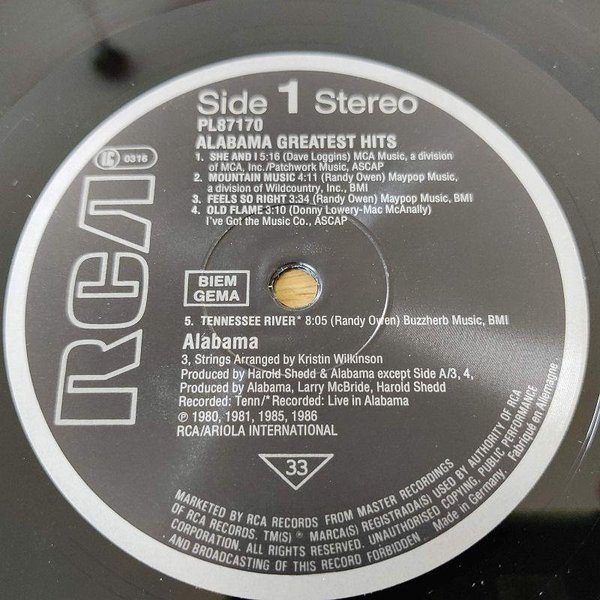 RCA
Side 1 Stereo
PL87170
ALABAMA GREATEST HITS
LC 0316
1. SHE AND I 5:16 (Dave Loggins) MCA Music, a division
of MCA, Inc./Patchwork Music, ASCAP
2. MOUNTAIN MUSIC 4:11 (Randy Owen) Maypop Music,
a division of Wildcountry, Inc., BMI
3. FEELS SO RIGHT 3:34 (Randy Owen) Maypop Music, BMI
4. OLD FLAME 3:10 (Donny Lowery-Mac McAnally)
I've Got the Music Co., ASCAP
BIEM
GEMA
5. TENNESSEE RIVER* 8:05 (Randy Owen) Buzzherb Music, BMI
Alabama
3, Strings Arranged by Kristin Wilkinson
Produced by Harold Shedd & Alabama except Side A/3, 4,
Produced by Alabama, Larry McBride, Harold Shedd
Recorded: Tenn/* Recorded: Live in Alabama
℗ 1980, 1981, 1985, 1986
RCA/ARIOLA INTERNATIONAL
33
MARKETED BY RCA RECORDS FROM MASTER RECORDINGS
OF RCA RECORDS. TM(S) ® MARCA(S) REGISTRADA(S) USED BY AUTHORITY OF RCA
CORPORATION. ALL RIGHTS RESERVED. UNAUTHORISED COPYING, PUBLIC PERFORMANCE
AND BROADCASTING OF THIS RECORD FORBIDDEN. Made in Germany. Fabriqué en Allemagne